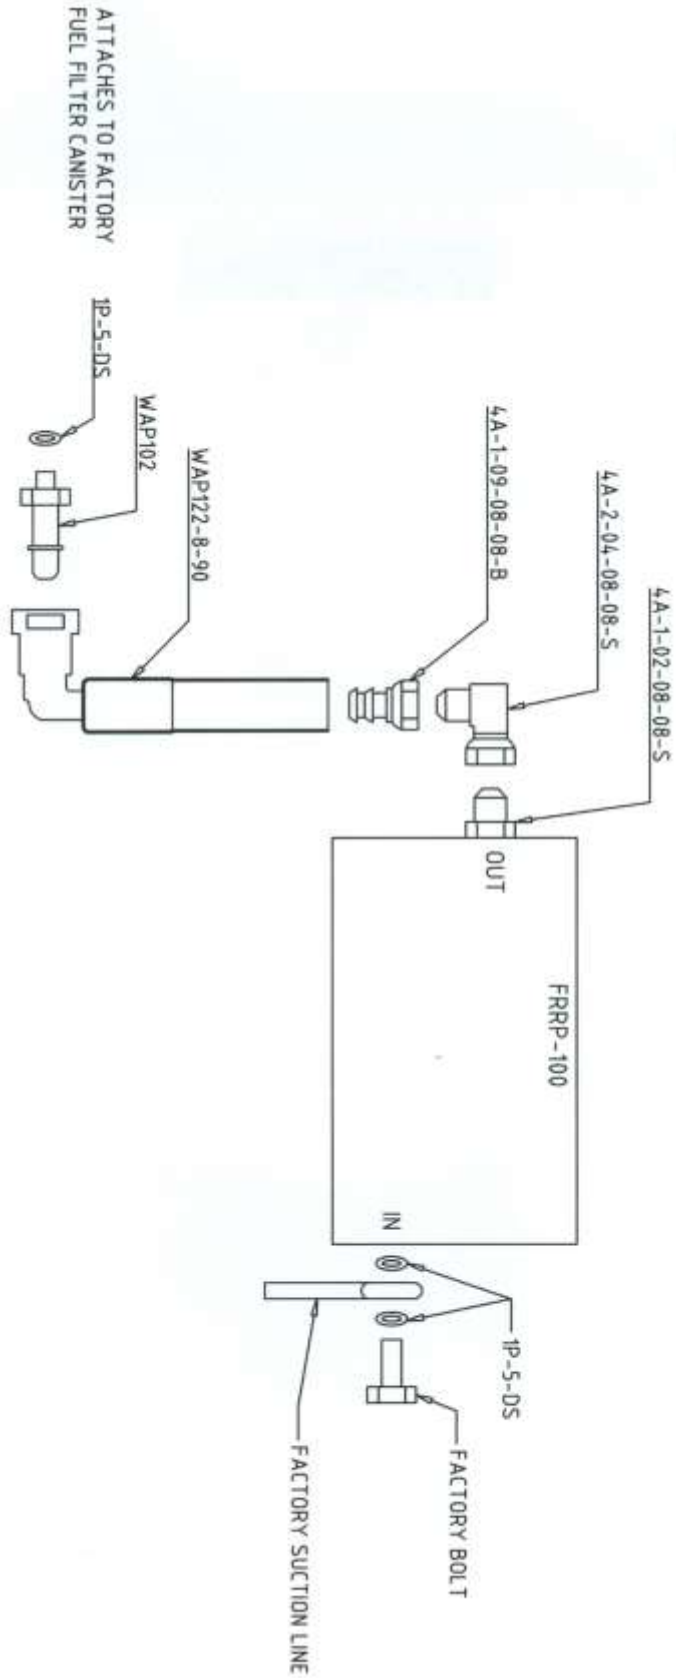 ATTACHES TO FACTORY
FUEL FILTER CANISTER
1P-5-DS
WAP102
WAP122-8-90
4A-1-09-08-08-B
4A-2-04-08-08-S
4A-1-02-08-08-S
OUT
FRRP-100
IN
1P-5-DS
FACTORY BOLT
FACTORY SUCTION LINE